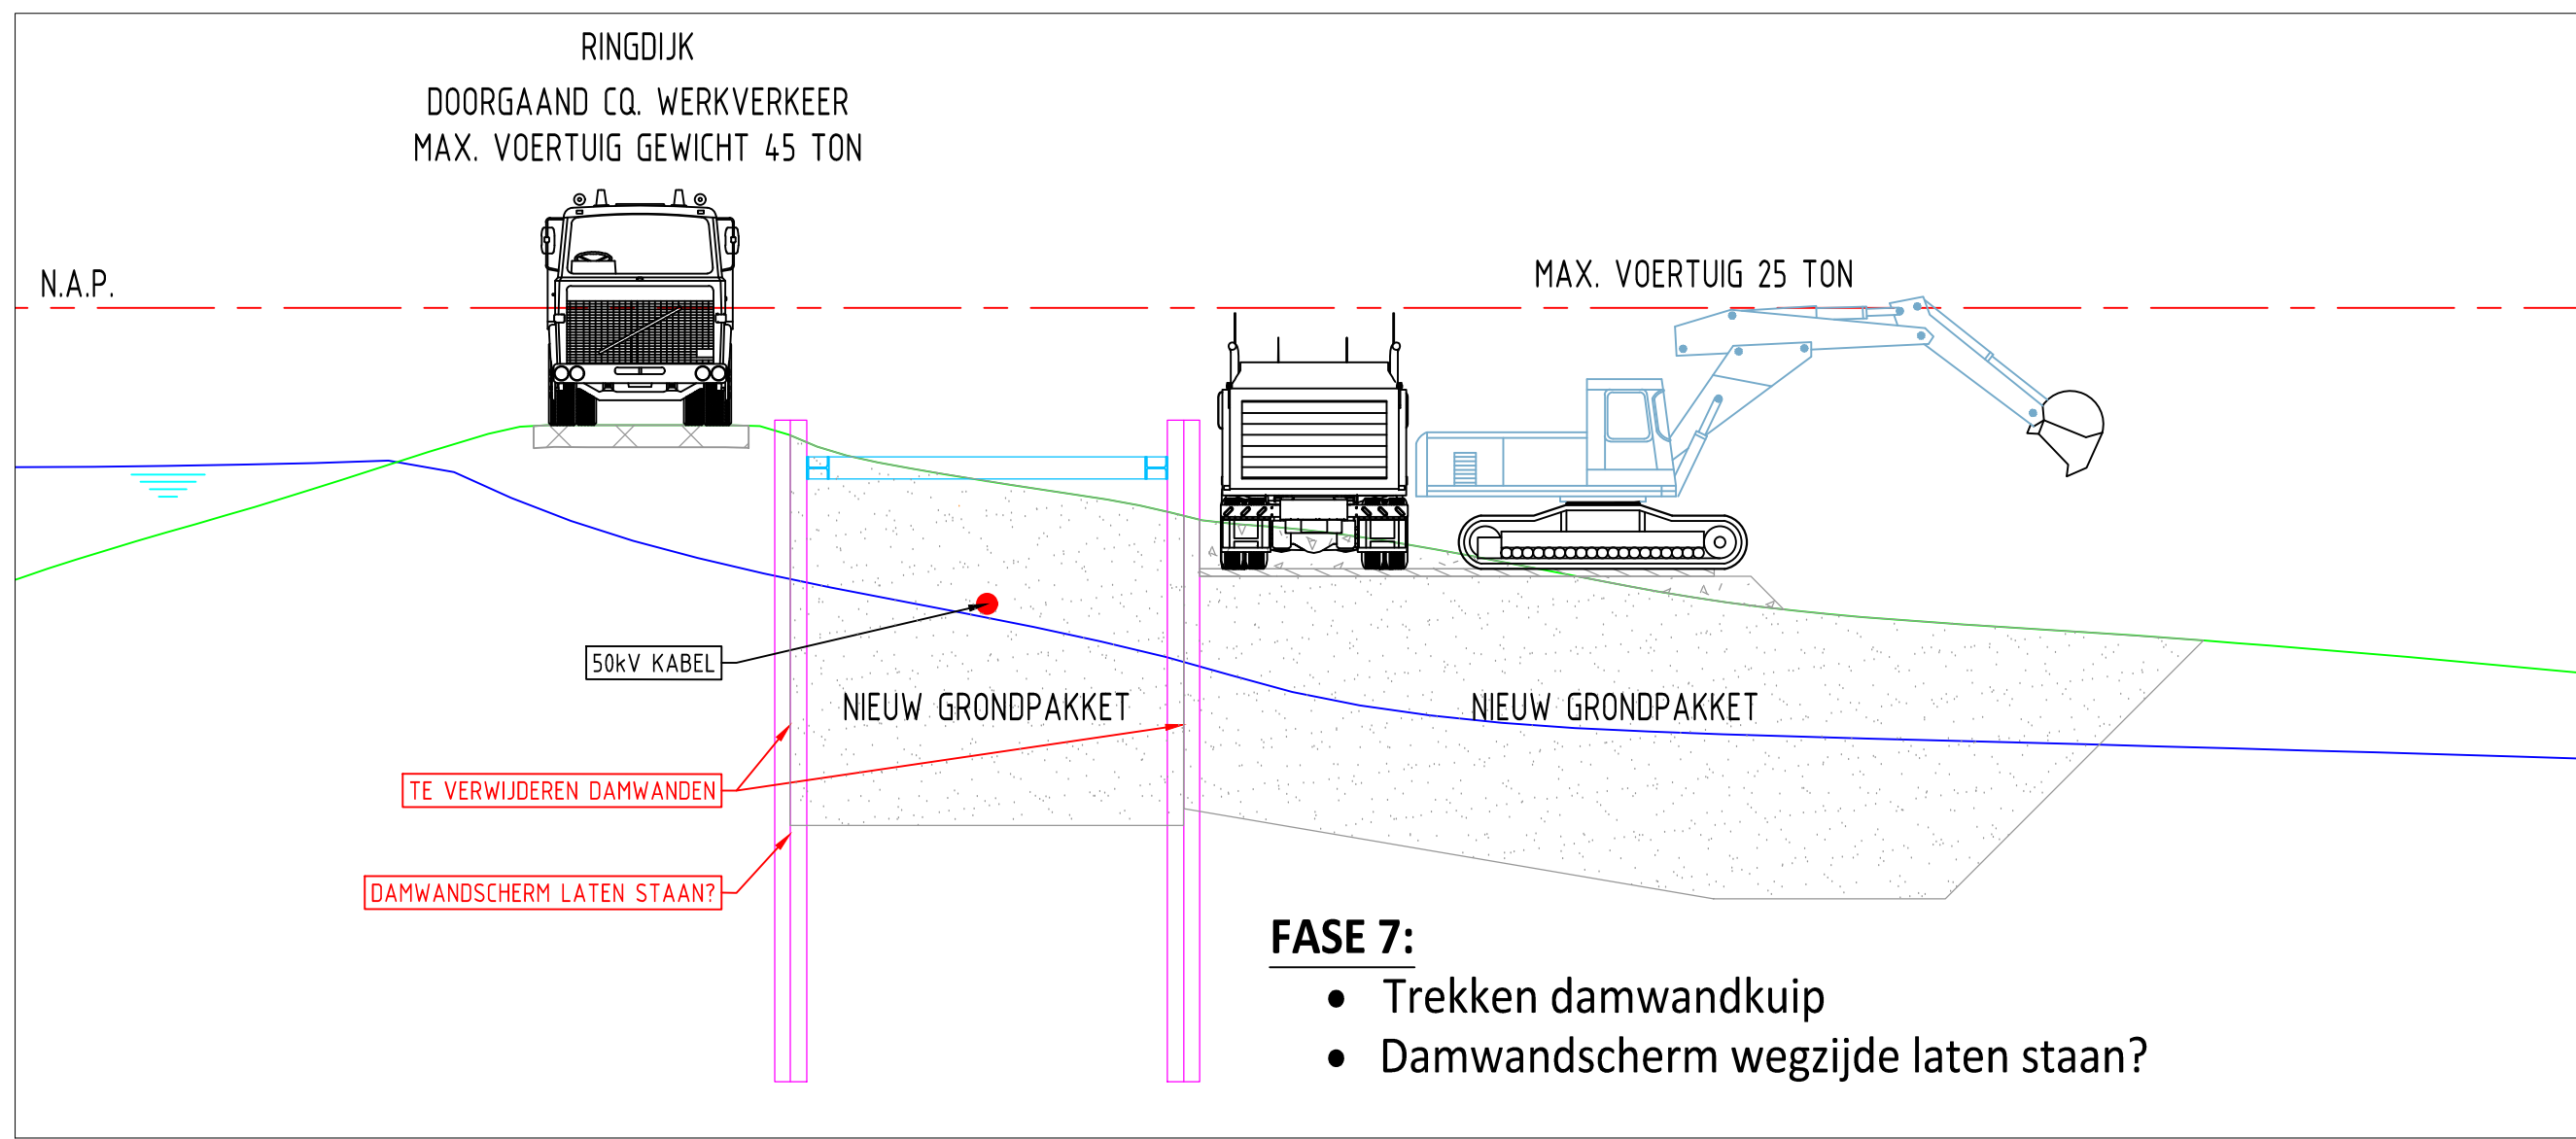 RINGDIJK
DOORGAAND CQ. WERKVERKEER
MAX. VOERTUIG GEWICHT 45 TON
N.A.P.
MAX. VOERTUIG 25 TON
50kV KABEL
NIEUW GRONDPAKKET
NIEUW GRONDPAKKET
TE VERWIJDEREN DAMWANDEN
DAMWANDSCHERM LATEN STAAN?
FASE 7:
• Trekken damwandkuip
• Damwandscherm wegzijde laten staan?